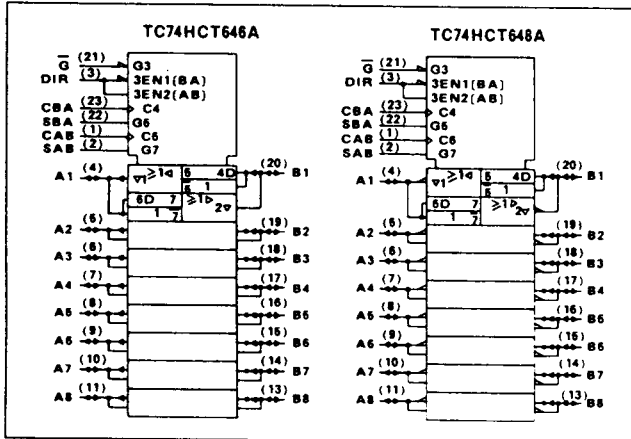 TC74HCT646A
G̅ (21) G3
DIR (3) 3EN1(BA)
3EN2(AB)
CBA (23) C4
SBA (22) G5
CAB (1) C6
SAB (2) G7
A1 (4) ▽1 ≥1◁ 5 4D (20) B1
5̅ 1
6D 7 ≥1▷ 2▽
1 7̅
A2 (5) (19) B2
A3 (6) (18) B3
A4 (7) (17) B4
A5 (8) (16) B5
A6 (9) (15) B6
A7 (10) (14) B7
A8 (11) (13) B8
TC74HCT648A
G̅ (21) G3
DIR (3) 3EN1(BA)
3EN2(AB)
CBA (23) C4
SBA (22) G5
CAB (1) C6
SAB (2) G7
A1 (4) ▽1 ≥1◁ 5 4D (20) B1
5̅ 1
6D 7 ≥1▷ 2▽
1 7̅
A2 (5) (19) B2
A3 (6) (18) B3
A4 (7) (17) B4
A5 (8) (16) B5
A6 (9) (15) B6
A7 (10) (14) B7
A8 (11) (13) B8